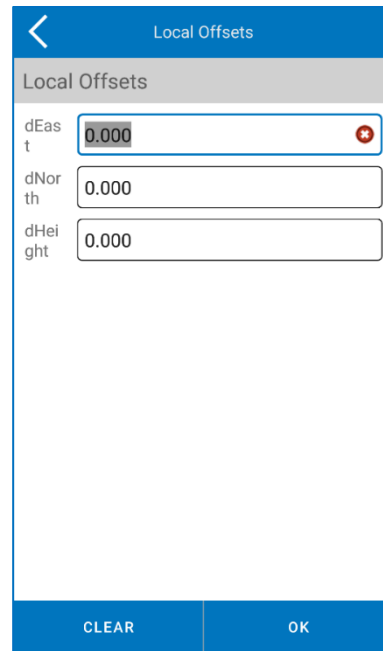 Local Offsets
Local Offsets
dEas
t
0.000
dNor
th
0.000
dHei
ght
0.000
CLEAR
OK